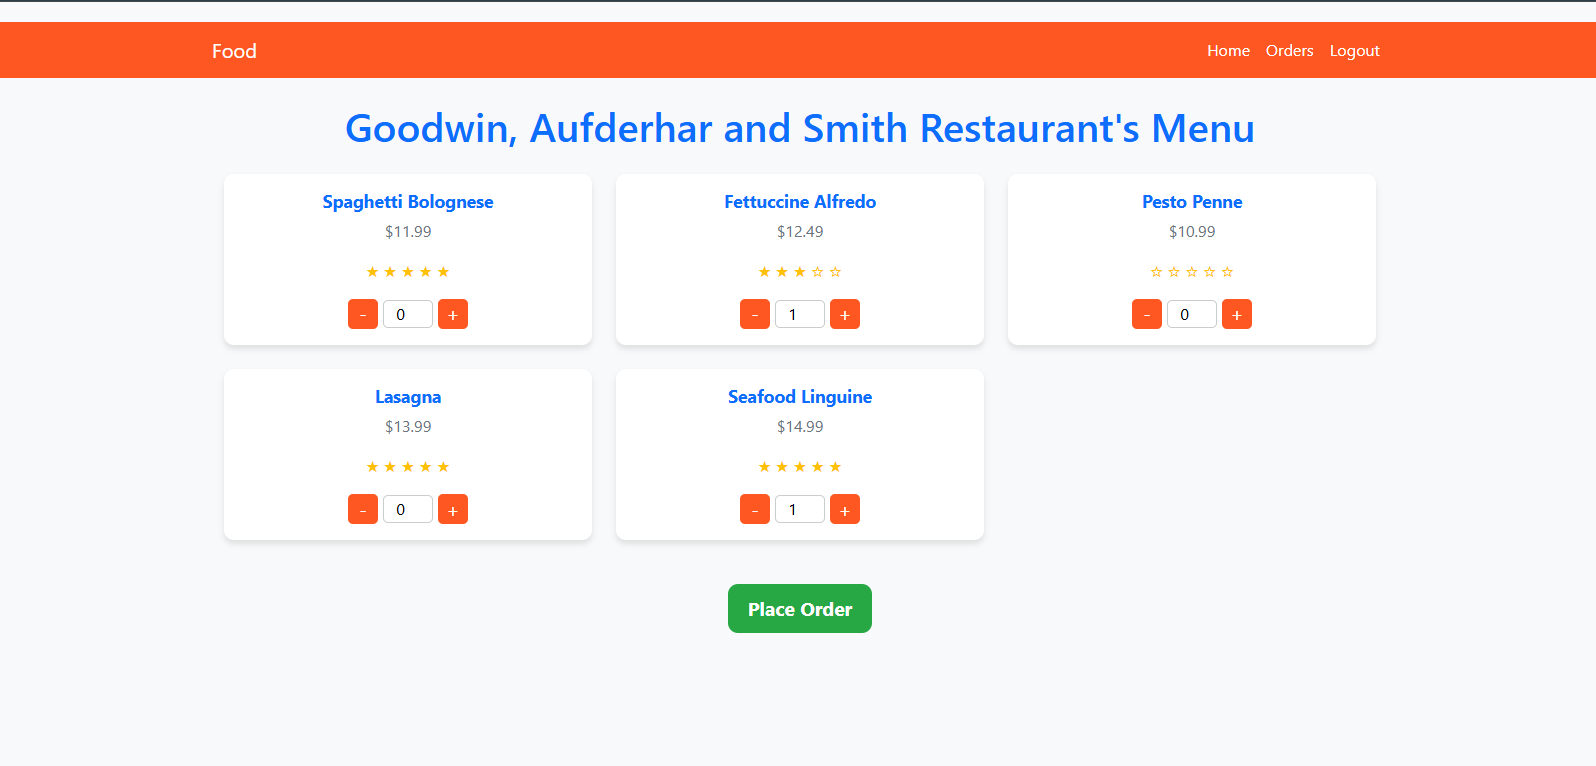 Food
Home Orders Logout
Goodwin, Aufderhar and Smith Restaurant's Menu
Spaghetti Bolognese
$11.99
★ ★ ★ ★ ★
- 0 +
Fettuccine Alfredo
$12.49
★ ★ ★ ☆ ☆
- 1 +
Pesto Penne
$10.99
☆ ☆ ☆ ☆ ☆
- 0 +
Lasagna
$13.99
★ ★ ★ ★ ★
- 0 +
Seafood Linguine
$14.99
★ ★ ★ ★ ★
- 1 +
Place Order